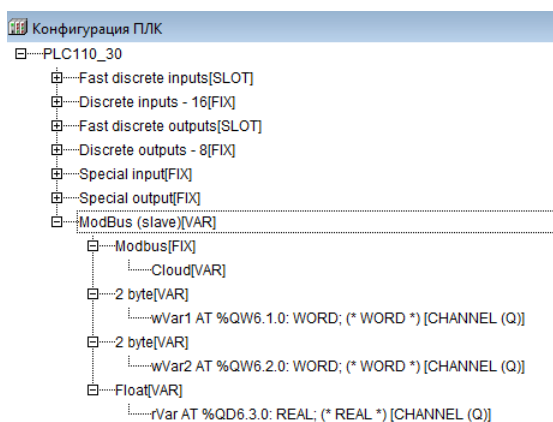 Конфигурация ПЛК
PLC110_30
Fast discrete inputs[SLOT]
Discrete inputs - 16[FIX]
Fast discrete outputs[SLOT]
Discrete outputs - 8[FIX]
Special input[FIX]
Special output[FIX]
ModBus (slave)[VAR]
Modbus[FIX]
Cloud[VAR]
2 byte[VAR]
wVar1 AT %QW6.1.0: WORD; (* WORD *) [CHANNEL (Q)]
2 byte[VAR]
wVar2 AT %QW6.2.0: WORD; (* WORD *) [CHANNEL (Q)]
Float[VAR]
rVar AT %QD6.3.0: REAL; (* REAL *) [CHANNEL (Q)]